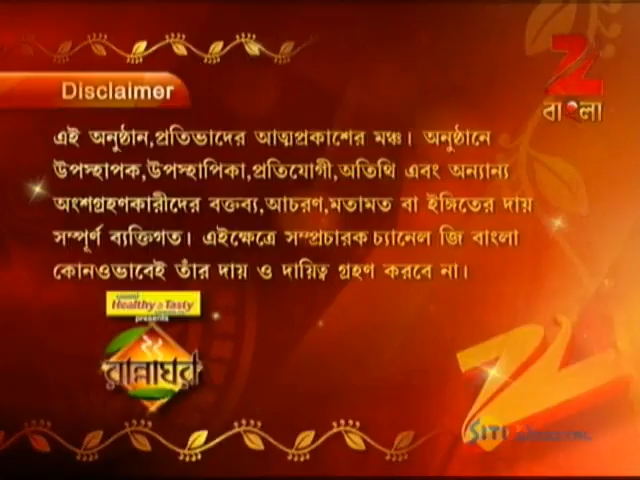 Disclaimer
Z
বাংলা
এই অনুষ্ঠান,প্রতিভাদের আত্মপ্রকাশের মঞ্চ। অনুষ্ঠানে
উপস্থাপক,উপস্থাপিকা,প্রতিযোগী,অতিথি এবং অন্যান্য
অংশগ্রহণকারীদের বক্তব্য,আচরণ,মতামত বা ইঙ্গিতের দায়
সম্পূর্ণ ব্যক্তিগত। এইক্ষেত্রে সম্প্রচারক চ্যানেল জি বাংলা
কোনওভাবেই তাঁর দায় ও দায়িত্ব গ্রহণ করবে না।
Healthy & Tasty
presents
রান্নাঘর
SITI